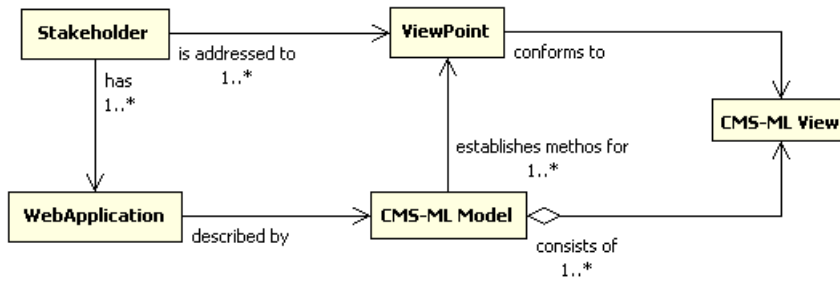 Stakeholder
is addressed to
1..*
ViewPoint
conforms to
has
1..*
CMS-ML View
establishes methos for
1..*
WebApplication
described by
CMS-ML Model
consists of
1..*